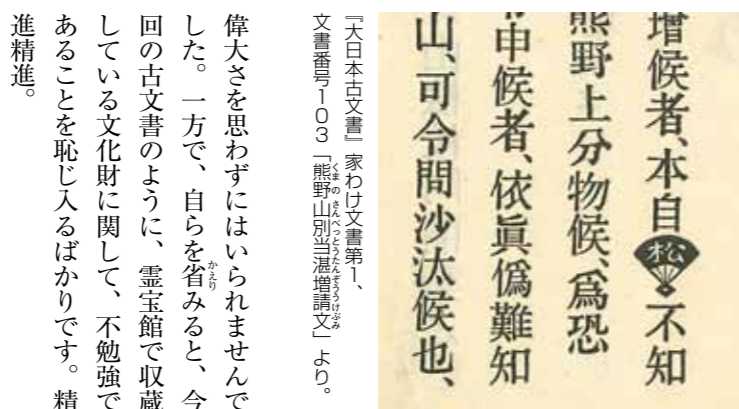 增候者、本自松不知
熊野上分物候、爲恐
申候者、依眞僞難知
山、可令間沙汰候也、
『大日本古文書』家わけ文書第1、
文書番号103「熊野山別当湛増請文」より。
偉大さを思わずにはいられませんで
した。一方で、自らを省みると、今
回の古文書のように、霊宝館で収蔵
している文化財に関して、不勉強で
あることを恥じ入るばかりです。精
進精進。